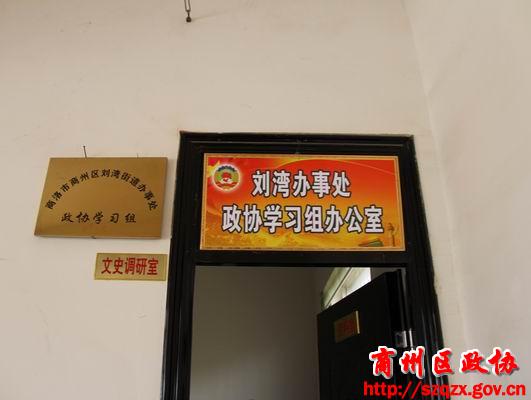 商洛市商州区刘湾街道办事处
政协学习组
文史调研室
刘湾办事处
政协学习组办公室
商州区政协
http://szqzx.gov.cn